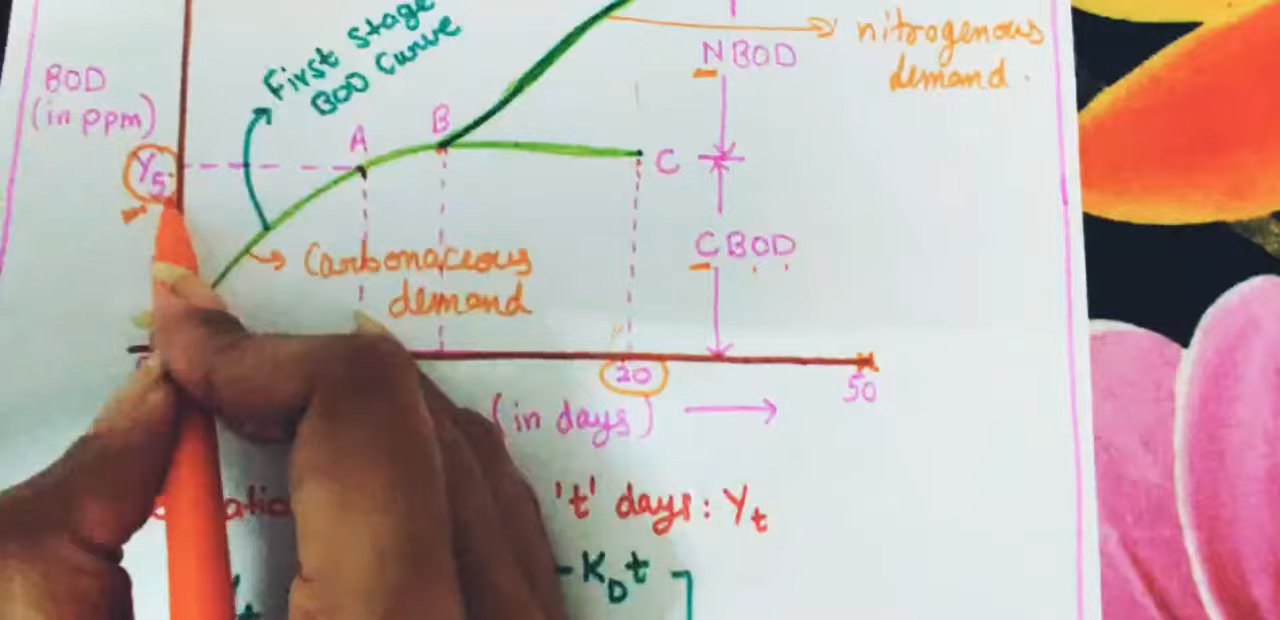 First Stage
BOD Curve
nitrogenous
demand.
NBOD
BOD
(in ppm)
A
B
Y5
C
CBOD
Carbonaceous
demand
20
50
(in days)
't' days: Yt
-KDt